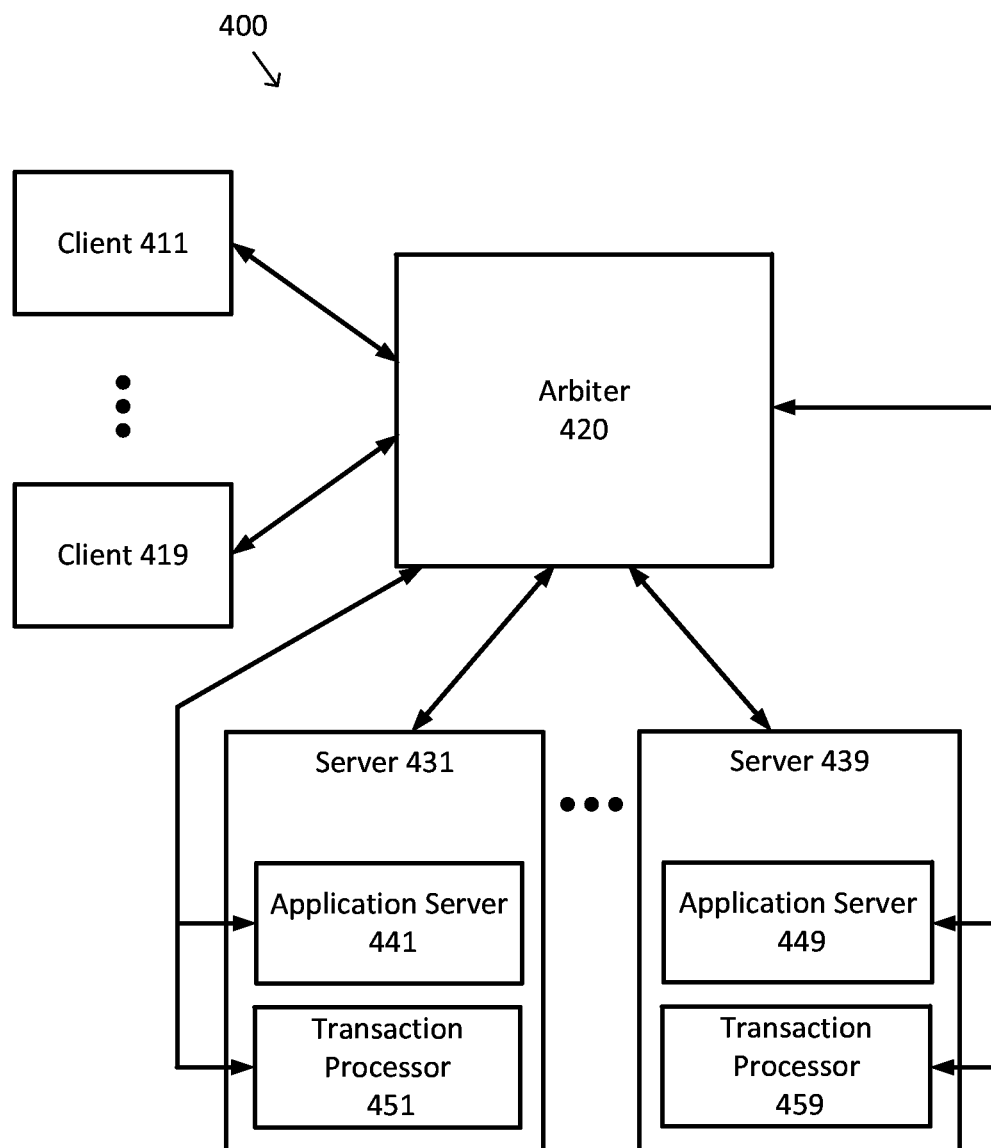 400
Client 411
Arbiter
420
Client 419
Server 431
Server 439
Application Server
441
Application Server
449
Transaction
Processor
451
Transaction
Processor
459